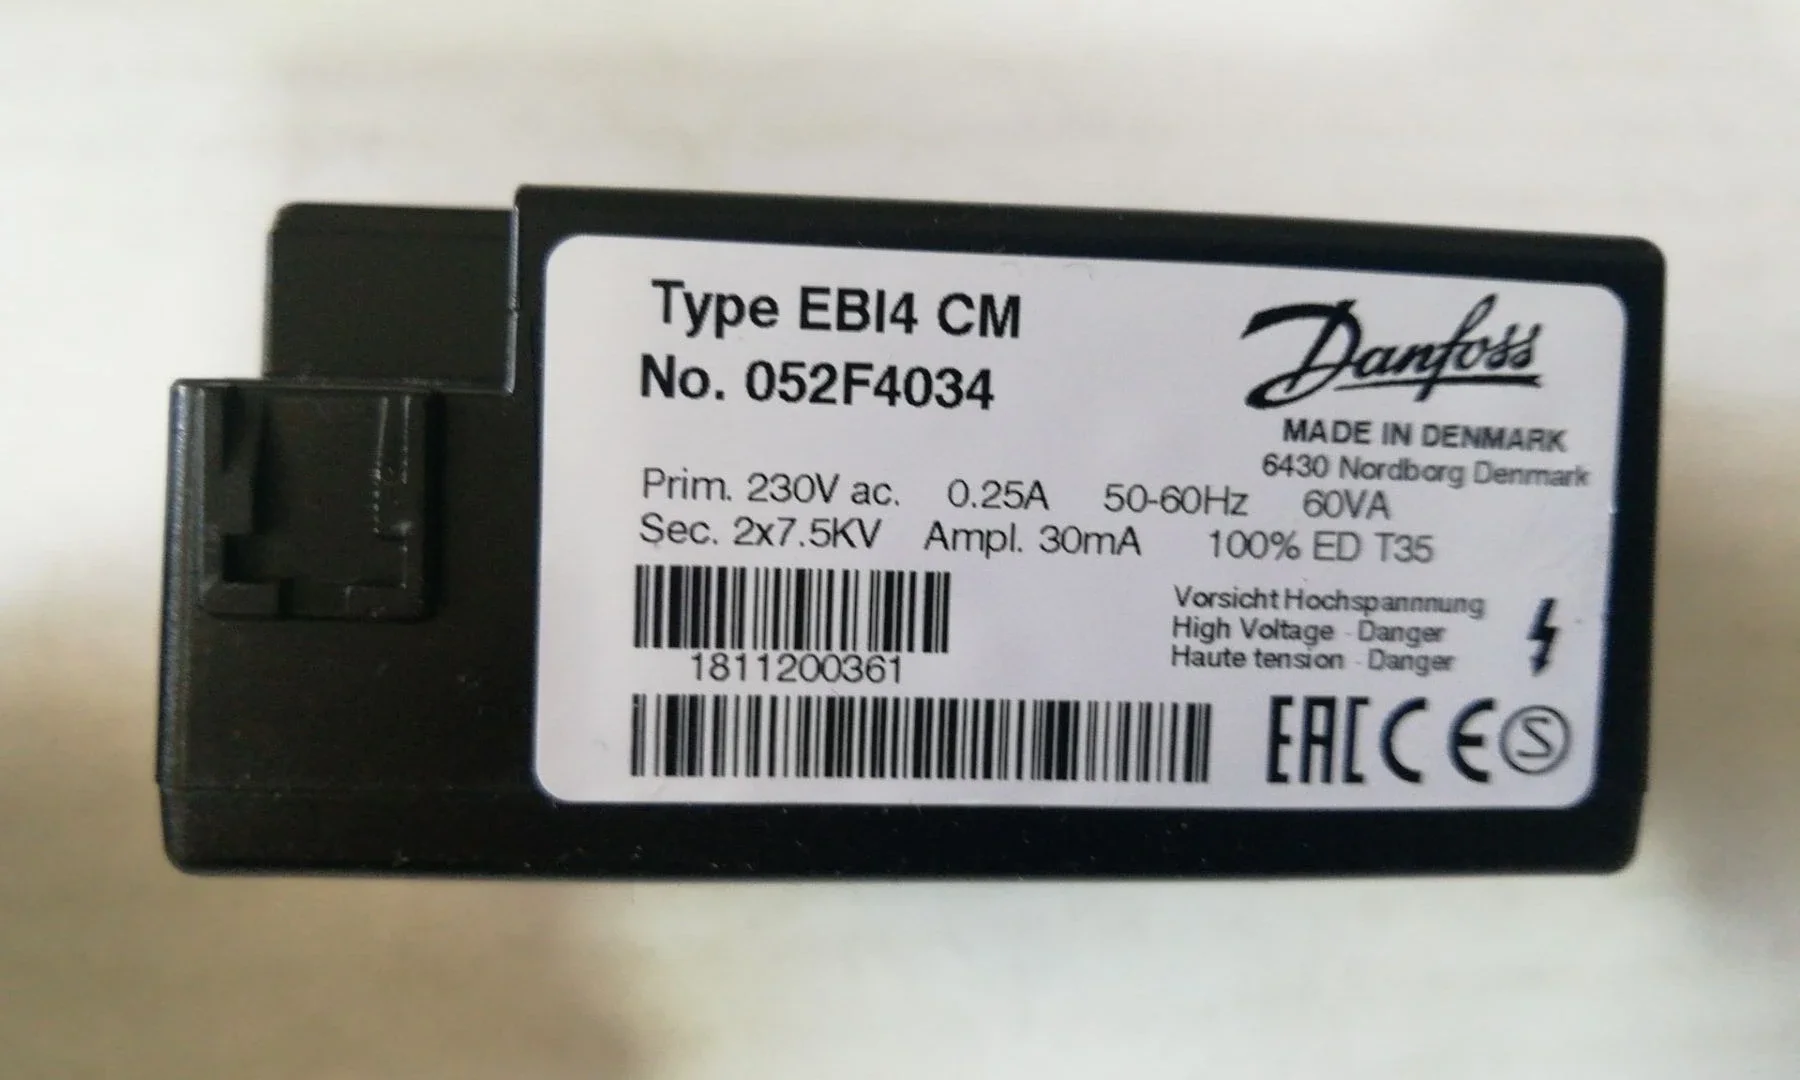 Type EBI4 CM
No. 052F4034
Danfoss
MADE IN DENMARK
6430 Nordborg Denmark
Prim. 230V ac. 0.25A 50-60Hz 60VA
Sec. 2x7.5KV Ampl. 30mA 100% ED T35
Vorsicht Hochspannnung
High Voltage - Danger
Haute tension - Danger
1811200361
EAC CE S